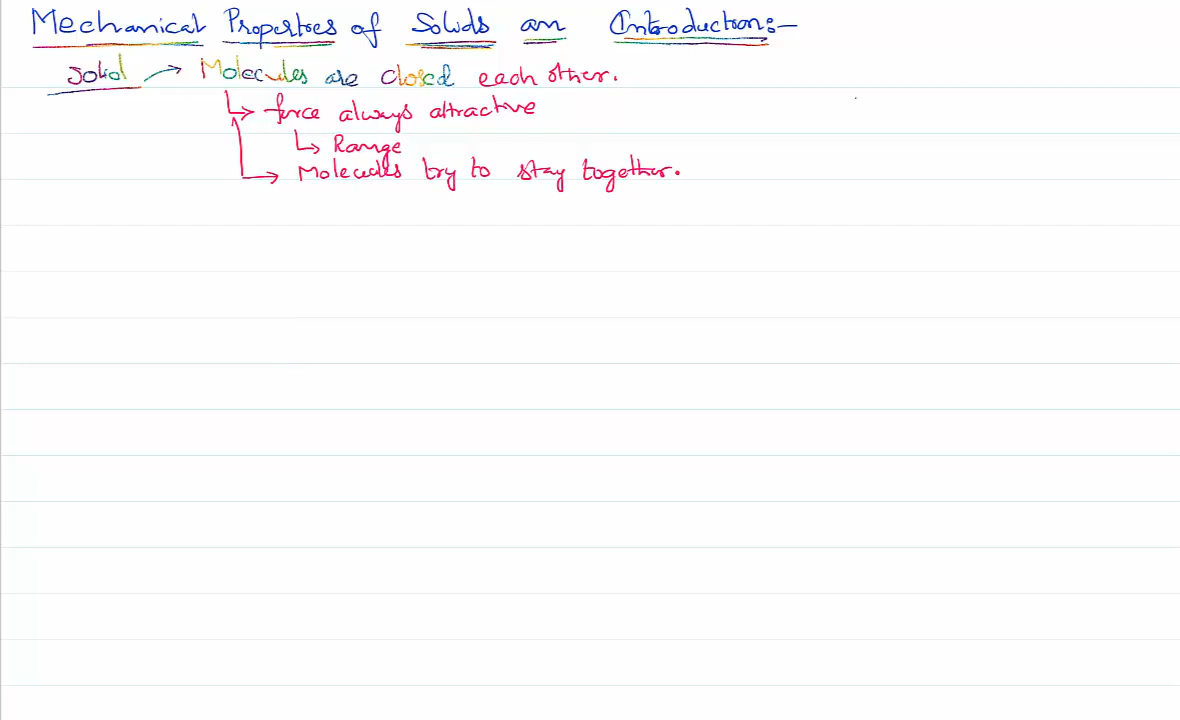 Mechanical Properties of Solids an Introduction:-
Solid → Molecules are closed each other.
↳ force always attractive
↳ Range
→ Molecules try to stay together.